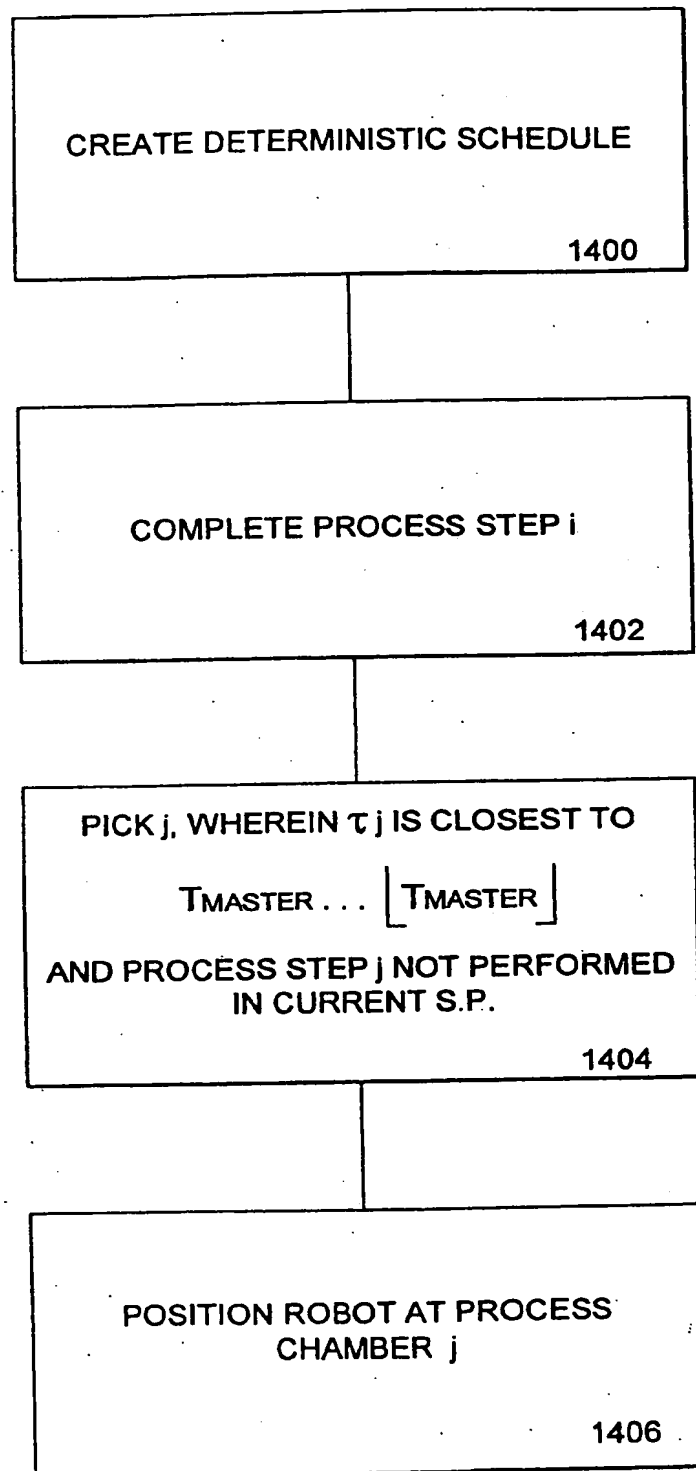 CREATE DETERMINISTIC SCHEDULE
1400
COMPLETE PROCESS STEP i
1402
PICK j, WHEREIN τ j IS CLOSEST TO
TMASTER . . . ⌊TMASTER⌋
AND PROCESS STEP j NOT PERFORMED
IN CURRENT S.P.
1404
POSITION ROBOT AT PROCESS
CHAMBER j
1406